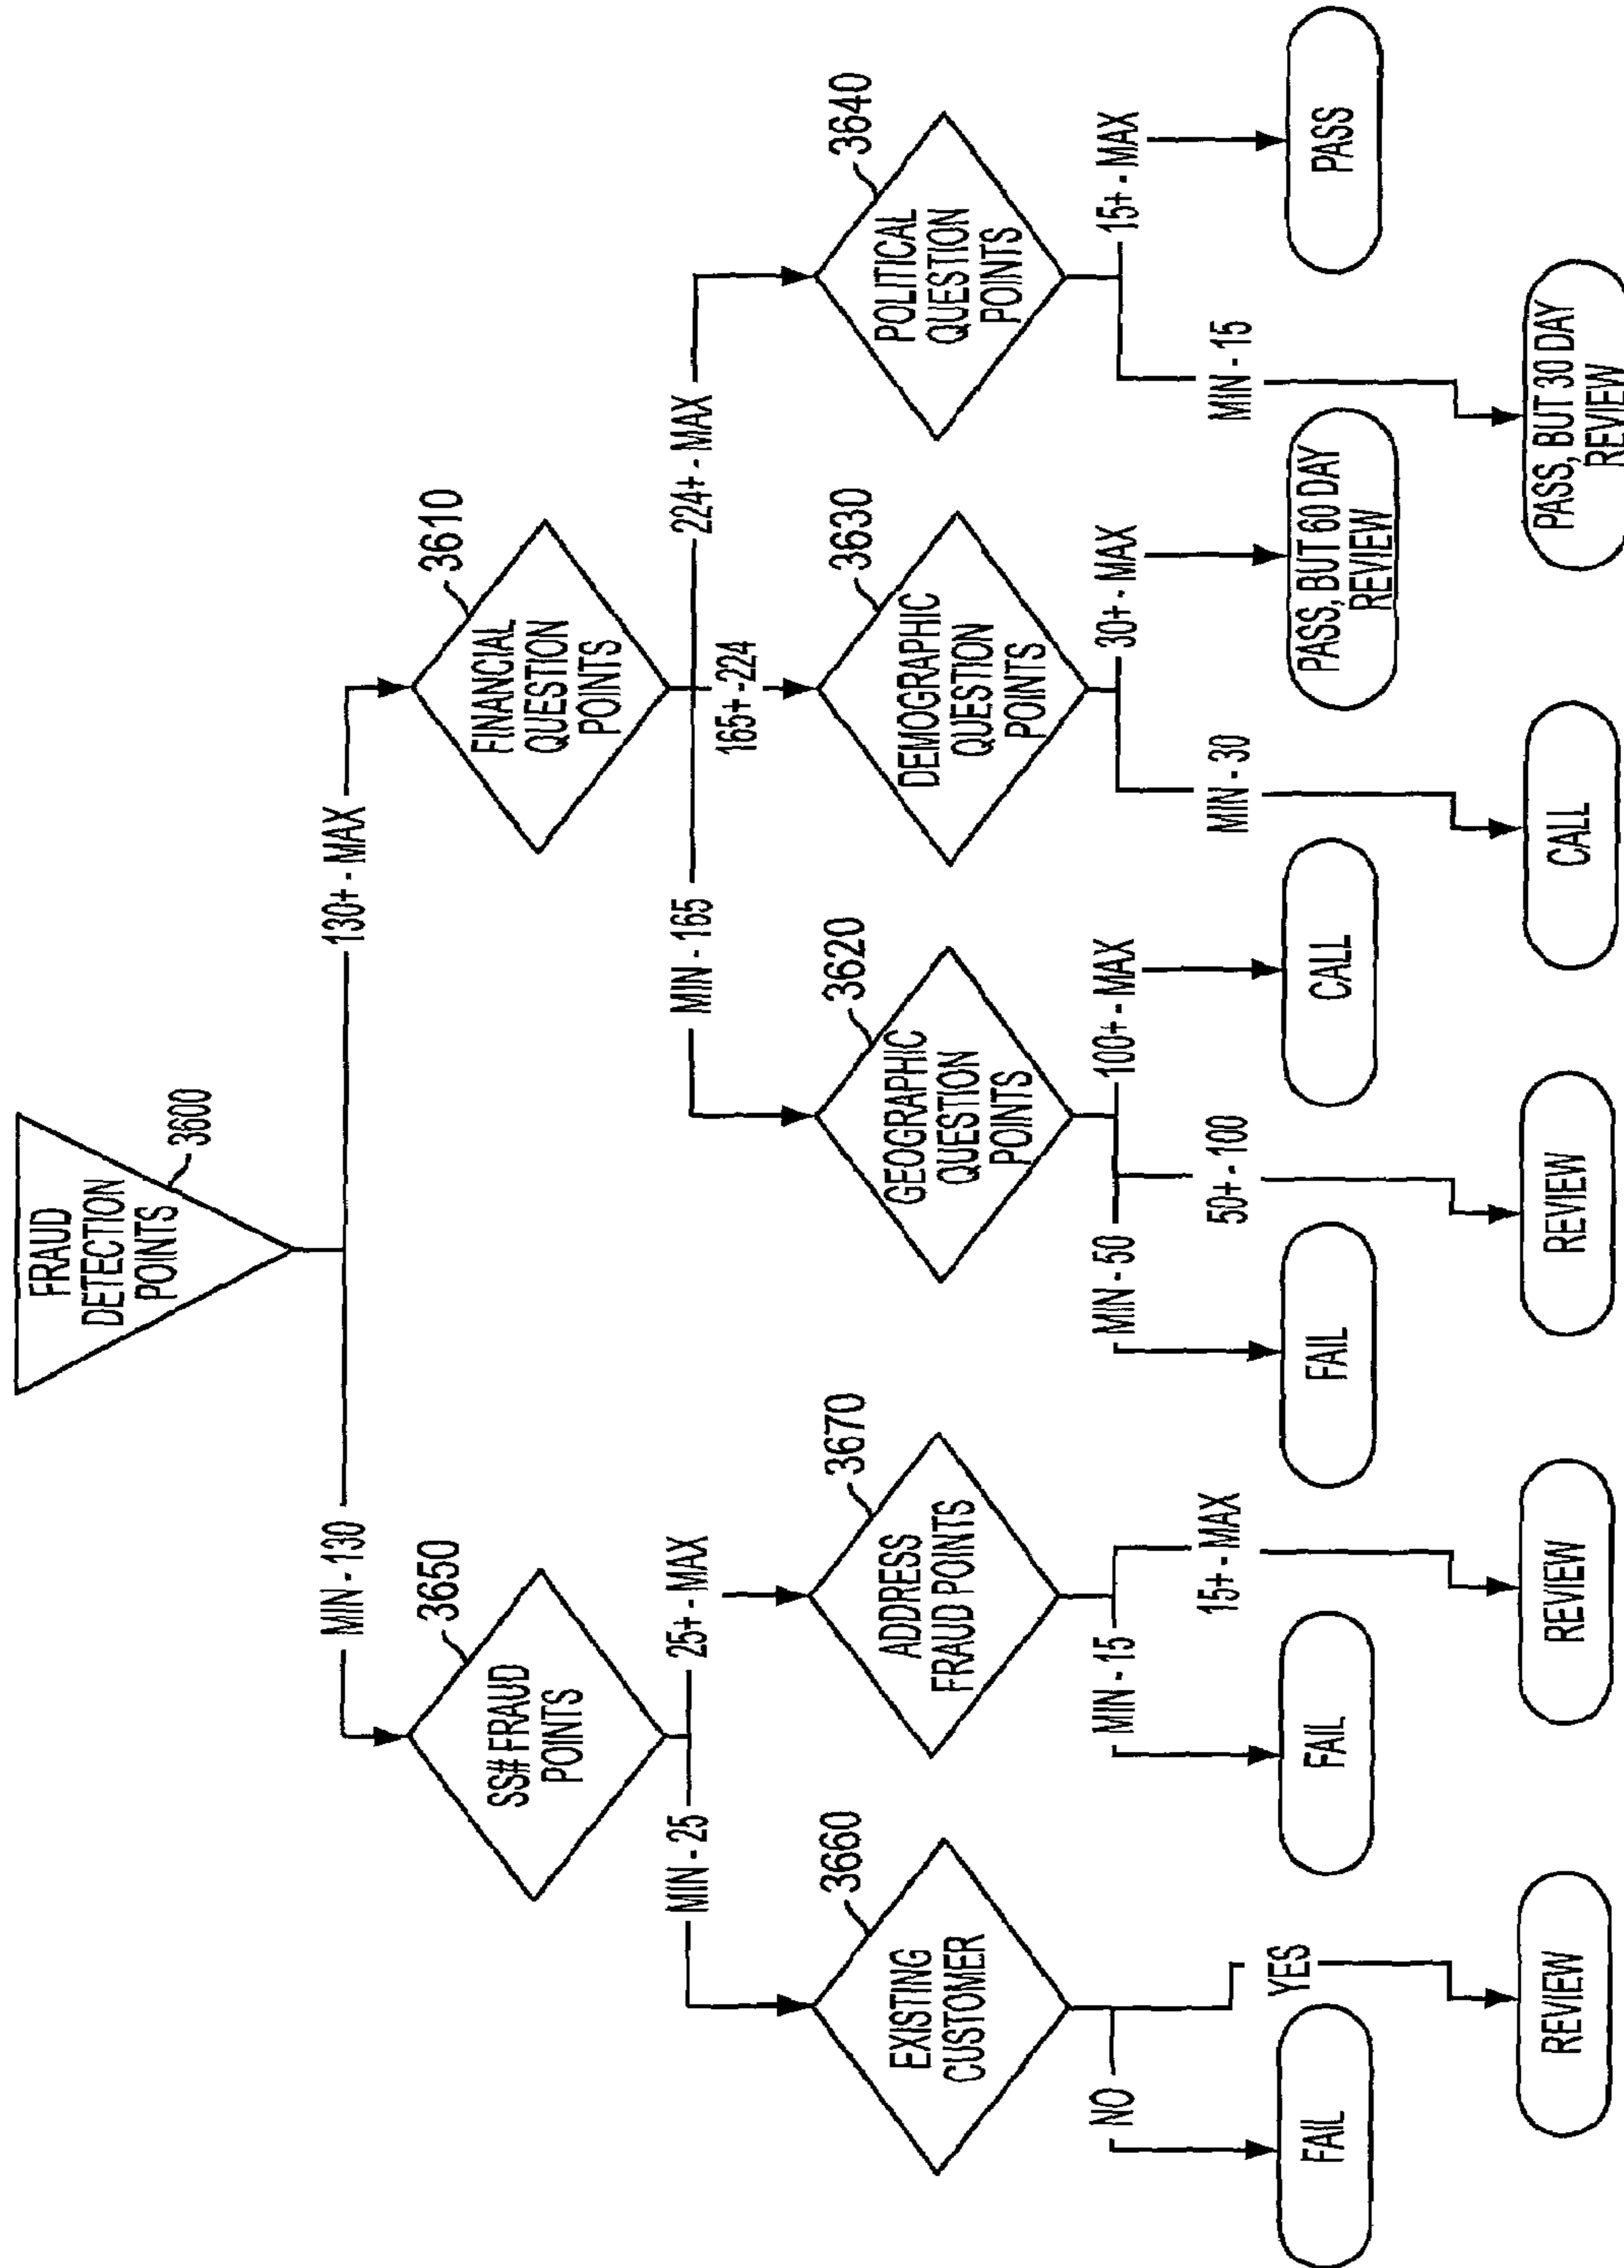 FRAUD
DETECTION
POINTS
3600
MIN - 130
130+ - MAX
SS# FRAUD
POINTS
3650
FINANCIAL
QUESTION
POINTS
3610
MIN - 25
25+ - MAX
MIN - 165
165+ -224
224+ - MAX
EXISTING
CUSTOMER
3660
ADDRESS
FRAUD POINTS
3670
GEOGRAPHIC
QUESTION
POINTS
3620
DEMOGRAPHIC
QUESTION
POINTS
3630
POLITICAL
QUESTION
POINTS
3640
NO
YES
MIN - 15
15+ - MAX
MIN - 50
50+ - 100
100+ - MAX
MIN - 30
30+ - MAX
MIN - 15
15+ - MAX
FAIL
FAIL
FAIL
CALL
PASS, BUT 60 DAY
REVIEW
PASS
REVIEW
REVIEW
REVIEW
CALL
PASS, BUT 30 DAY
REVIEW